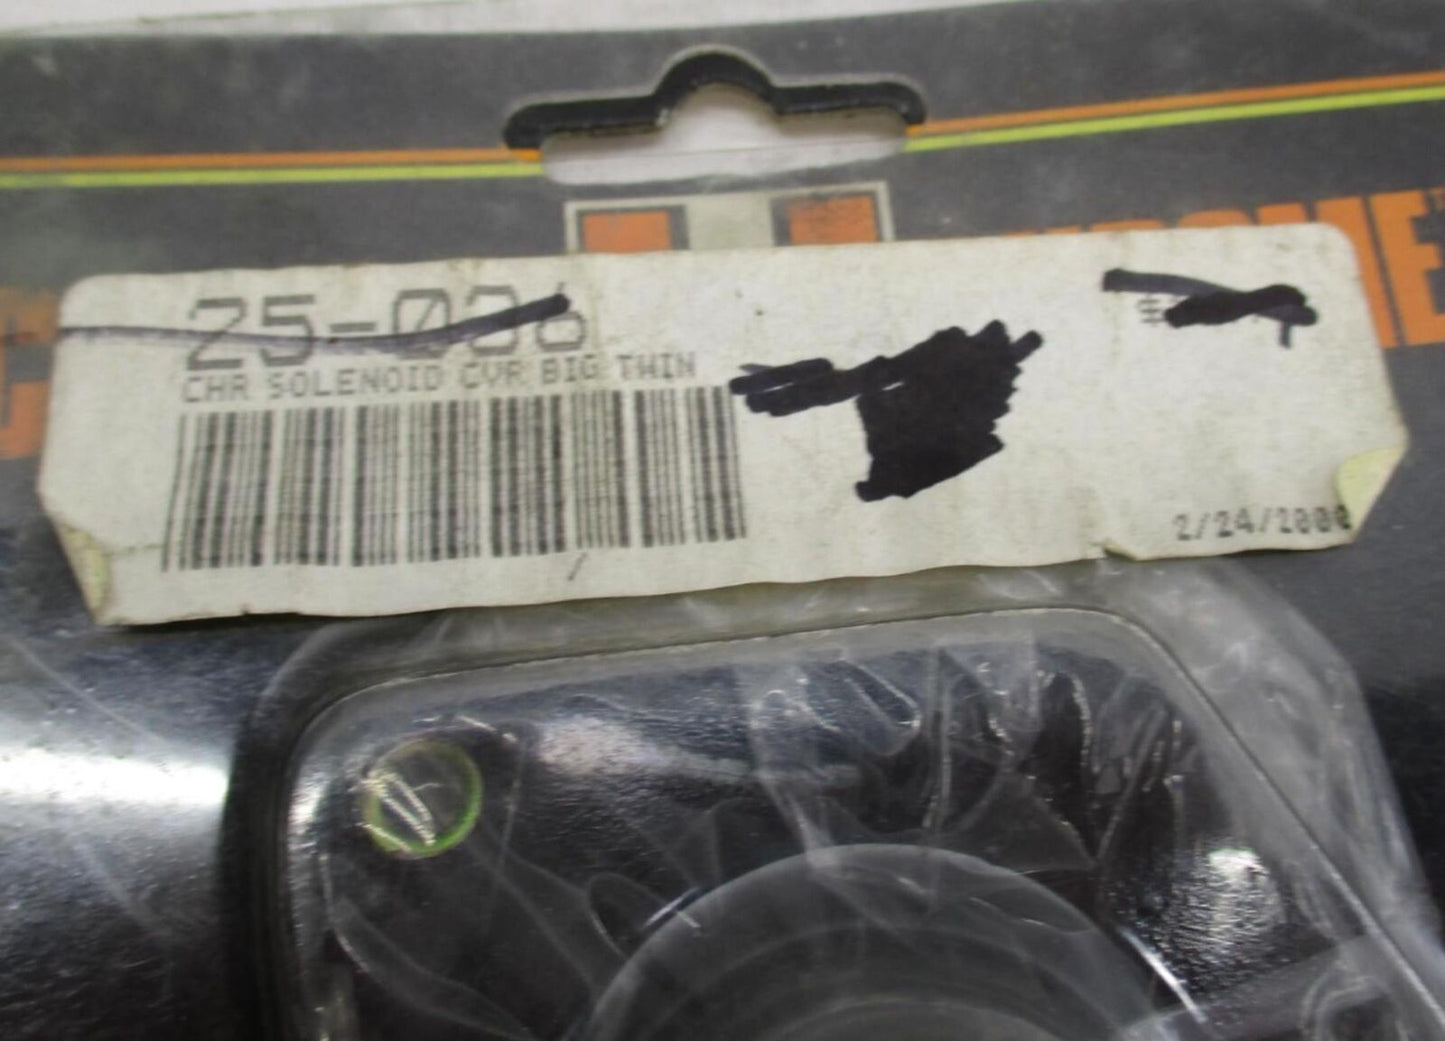 25-036
CHR SOLENOID CVR BIG TWIN
$
2/24/2000